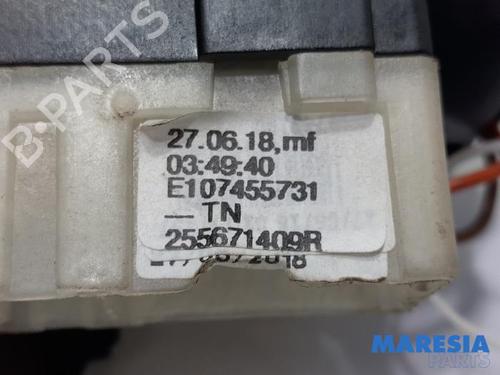 B-PARTS
27.06.18,mf
03:49:40
E107455731
— TN
255671409R
MARESIA
PARTS